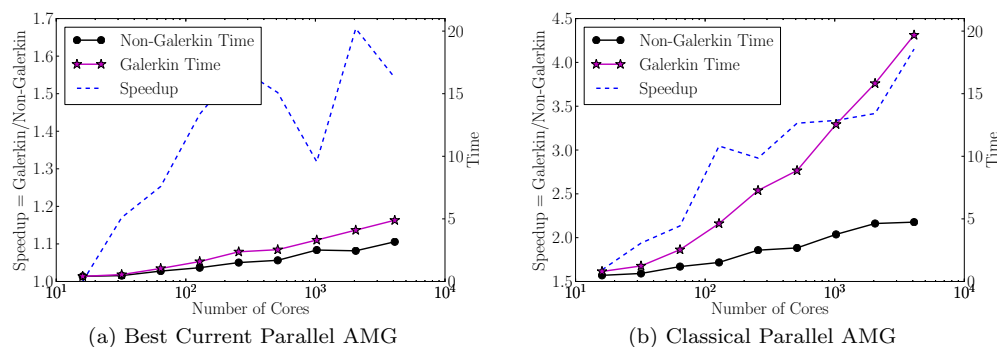 1.7
1.6
1.5
1.4
1.3
1.2
1.1
1.0
Speedup = Galerkin/Non-Galerkin
Non-Galerkin Time
Galerkin Time
Speedup
20
15
10
5
0
Time
10^1
10^2
10^3
10^4
Number of Cores
(a) Best Current Parallel AMG
4.5
4.0
3.5
3.0
2.5
2.0
1.5
Speedup = Galerkin/Non-Galerkin
Non-Galerkin Time
Galerkin Time
Speedup
20
15
10
5
0
Time
10^1
10^2
10^3
10^4
Number of Cores
(b) Classical Parallel AMG